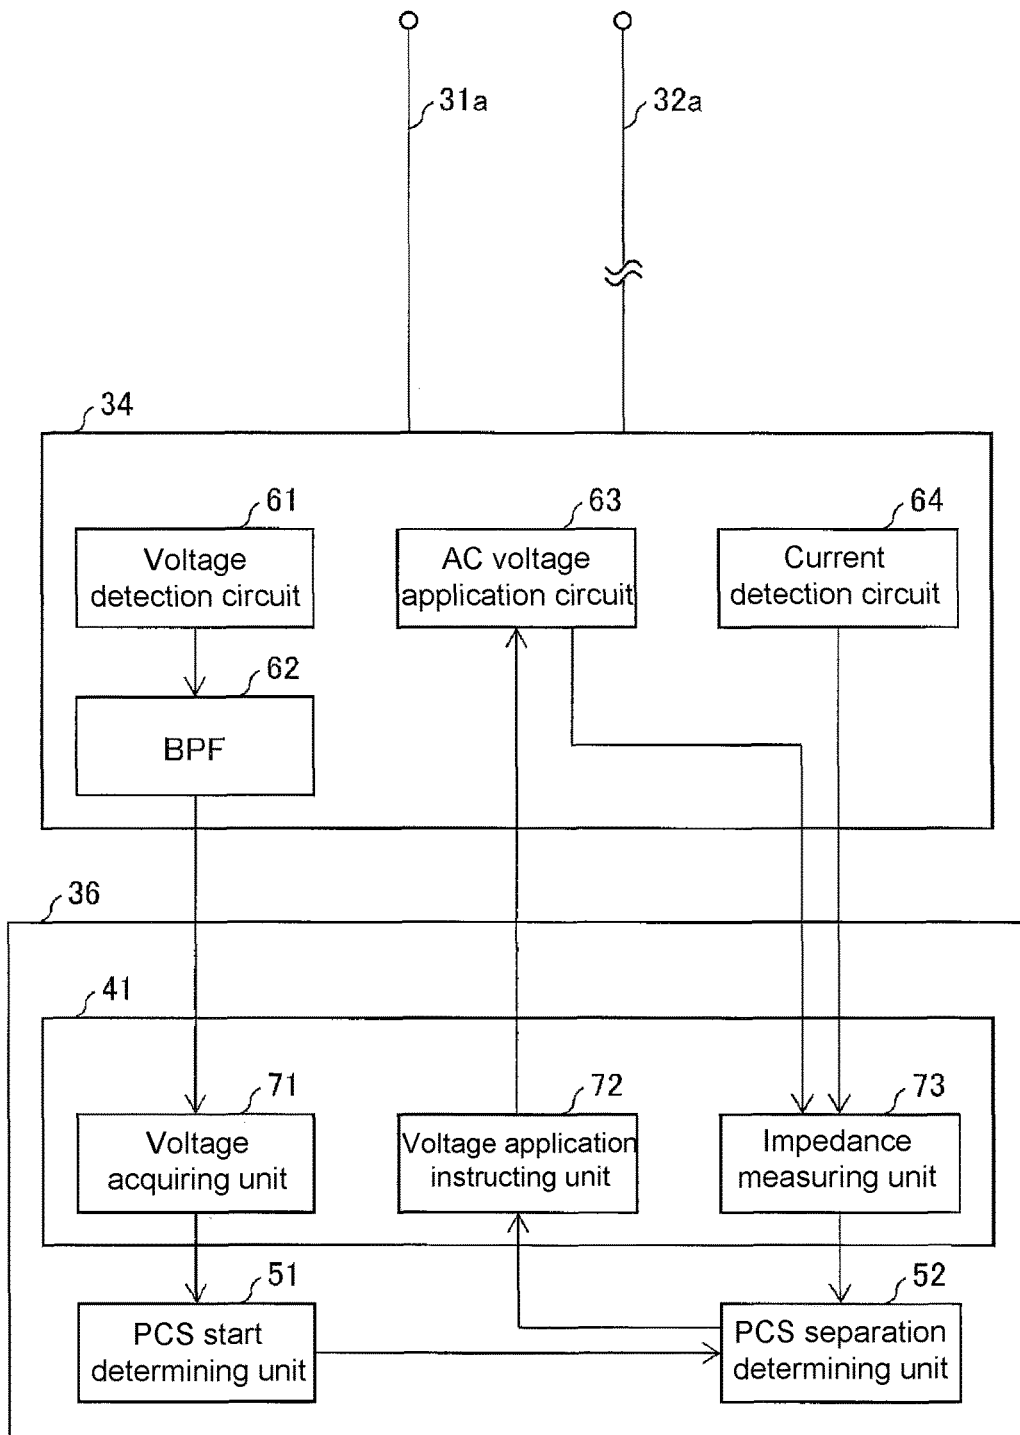 31a
32a
34
61
63
64
Voltage
detection circuit
AC voltage
application circuit
Current
detection circuit
62
BPF
36
41
71
72
73
Voltage
acquiring unit
Voltage application
instructing unit
Impedance
measuring unit
51
52
PCS start
determining unit
PCS separation
determining unit